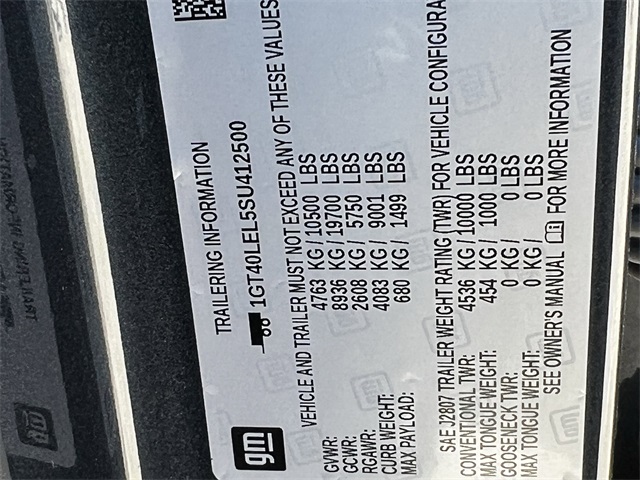 TRAILERING INFORMATION
1GT40LEL5SU412500
gm
VEHICLE AND TRAILER MUST NOT EXCEED ANY OF THESE VALUES
GVWR: 4763 KG / 10500 LBS
GCWR: 8936 KG / 19700 LBS
RGAWR: 2608 KG / 5750 LBS
CURB WEIGHT: 4083 KG / 9001 LBS
MAX PAYLOAD: 680 KG / 1499 LBS
SAE J2807 TRAILER WEIGHT RATING (TWR) FOR VEHICLE CONFIGURA
CONVENTIONAL TWR: 4536 KG / 10000 LBS
MAX TONGUE WEIGHT: 454 KG / 1000 LBS
GOOSENECK TWR: 0 KG / 0 LBS
MAX TONGUE WEIGHT: 0 KG / 0 LBS
SEE OWNER'S MANUAL FOR MORE INFORMATION